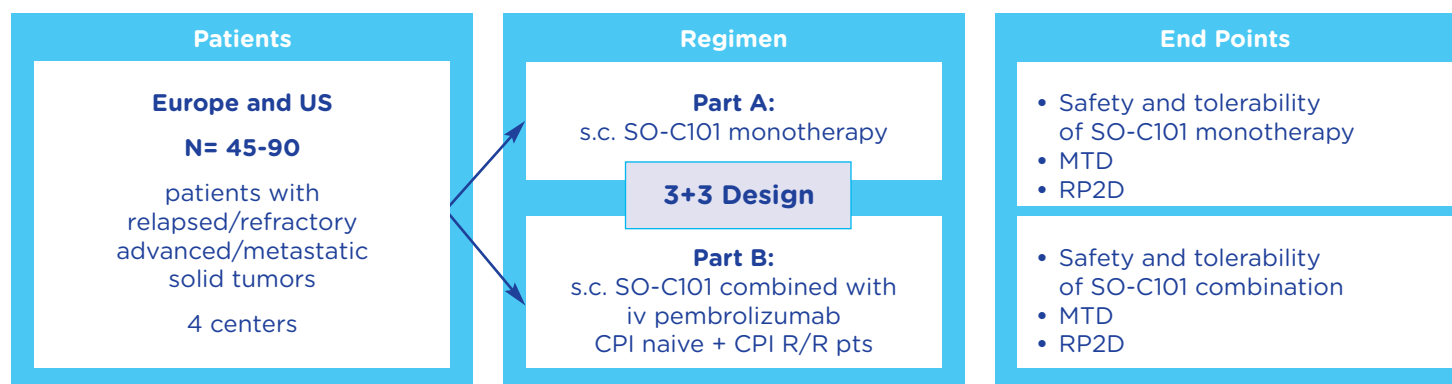 Patients
Europe and US
N= 45-90
patients with
relapsed/refractory
advanced/metastatic
solid tumors
4 centers
Regimen
Part A:
s.c. SO-C101 monotherapy
3+3 Design
Part B:
s.c. SO-C101 combined with
iv pembrolizumab
CPI naive + CPI R/R pts
End Points
• Safety and tolerability
of SO-C101 monotherapy
• MTD
• RP2D
• Safety and tolerability
of SO-C101 combination
• MTD
• RP2D